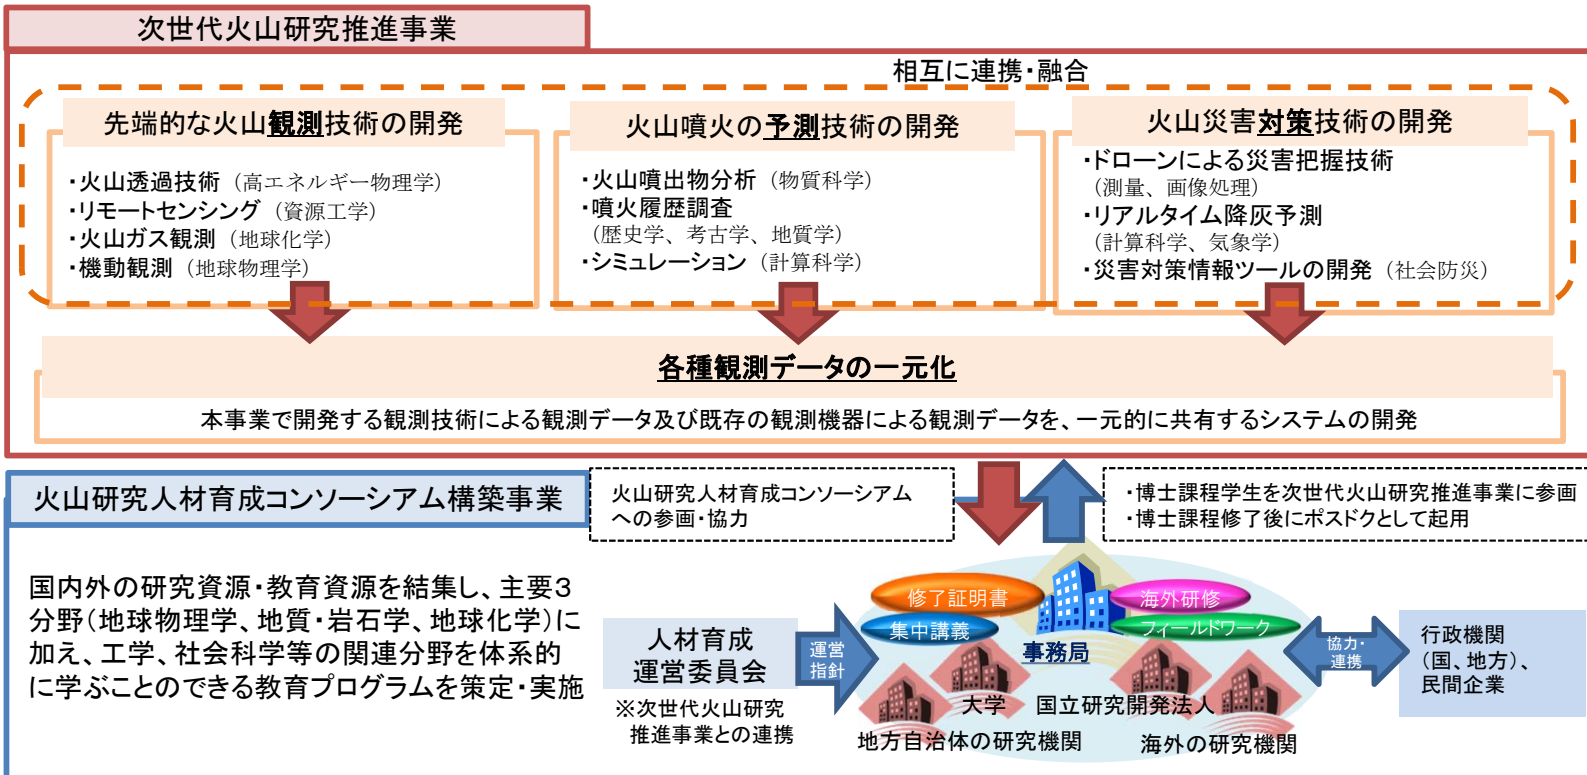 次世代火山研究推進事業
相互に連携・融合
先端的な火山観測技術の開発
・火山透過技術（高エネルギー物理学）
・リモートセンシング（資源工学）
・火山ガス観測（地球化学）
・機動観測（地球物理学）
火山噴火の予測技術の開発
・火山噴出物分析（物質科学）
・噴火履歴調査
（歴史学、考古学、地質学）
・シミュレーション（計算科学）
火山災害対策技術の開発
・ドローンによる災害把握技術
（測量、画像処理）
・リアルタイム降灰予測
（計算科学、気象学）
・災害対策情報ツールの開発（社会防災）
各種観測データの一元化
本事業で開発する観測技術による観測データ及び既存の観測機器による観測データを、一元的に共有するシステムの開発
火山研究人材育成コンソーシアム構築事業
火山研究人材育成コンソーシアム
への参画・協力
・博士課程学生を次世代火山研究推進事業に参画
・博士課程修了後にポスドクとして起用
国内外の研究資源・教育資源を結集し、主要３
分野（地球物理学、地質・岩石学、地球化学）に
加え、工学、社会科学等の関連分野を体系的
に学ぶことのできる教育プログラムを策定・実施
人材育成
運営委員会
※次世代火山研究
推進事業との連携
運営
指針
修了証明書
集中講義
海外研修
フィールドワーク
事務局
大学
国立研究開発法人
地方自治体の研究機関
海外の研究機関
協力・
連携
行政機関
（国、地方）、
民間企業